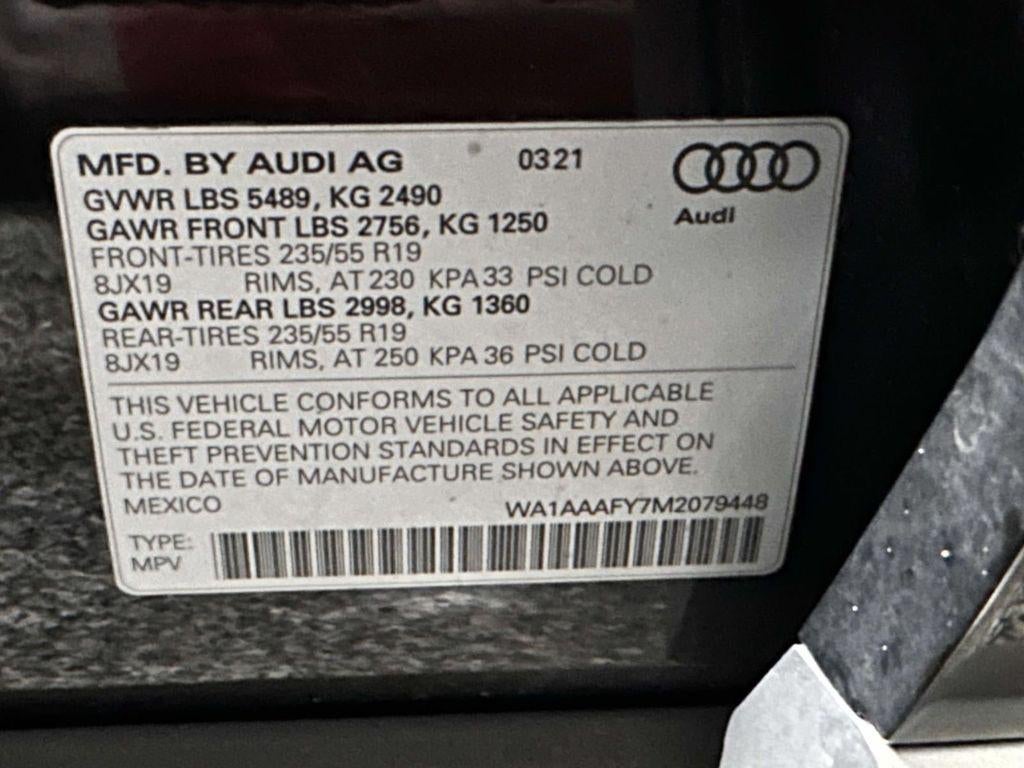 MFD. BY AUDI AG 0321
GVWR LBS 5489, KG 2490
Audi
GAWR FRONT LBS 2756, KG 1250
FRONT-TIRES 235/55 R19
8JX19 RIMS, AT 230 KPA 33 PSI COLD
GAWR REAR LBS 2998, KG 1360
REAR-TIRES 235/55 R19
8JX19 RIMS, AT 250 KPA 36 PSI COLD
THIS VEHICLE CONFORMS TO ALL APPLICABLE
U.S. FEDERAL MOTOR VEHICLE SAFETY AND
THEFT PREVENTION STANDARDS IN EFFECT ON
THE DATE OF MANUFACTURE SHOWN ABOVE.
MEXICO WA1AAAFY7M2079448
TYPE:
MPV